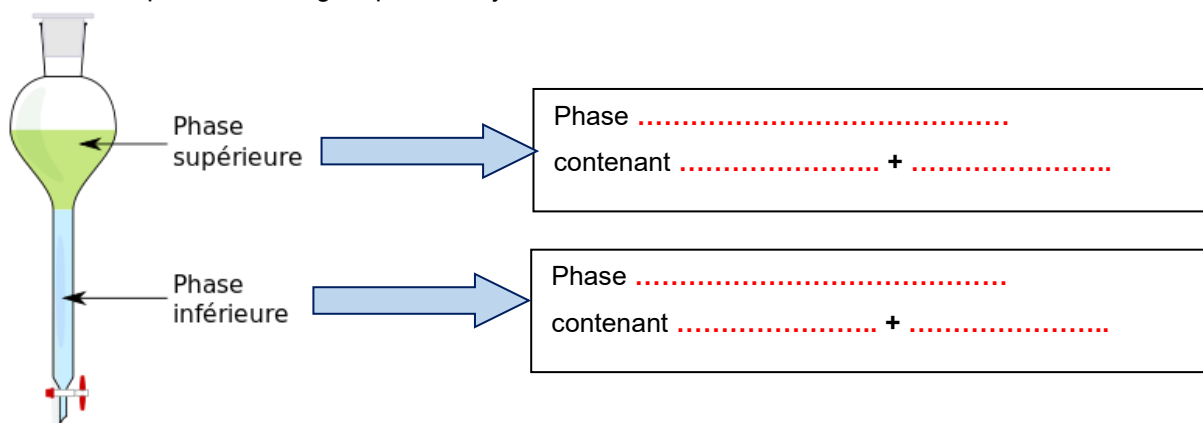 Phase
supérieure
Phase ……………………………………
contenant ………………….. + …………………..
Phase
inférieure
Phase ……………………………………
contenant ………………….. + …………………..